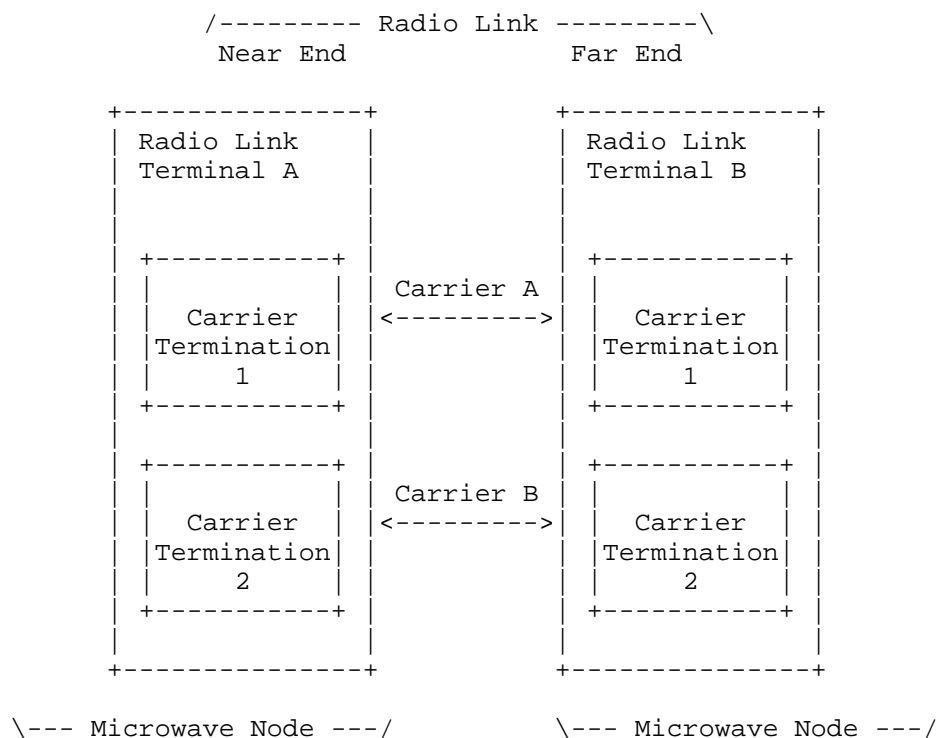 /--------- Radio Link ---------\
Near End Far End
+---------------+ +---------------+
| Radio Link | | Radio Link |
| Terminal A | | Terminal B |
| | | |
| | | |
| +-----------+ | | +-----------+ |
| | | | Carrier A | | | |
| | Carrier | |<--------->| | Carrier | |
| |Termination| | | |Termination| |
| | 1 | | | | 1 | |
| +-----------+ | | +-----------+ |
| | | |
| +-----------+ | | +-----------+ |
| | | | Carrier B | | | |
| | Carrier | |<--------->| | Carrier | |
| |Termination| | | |Termination| |
| | 2 | | | | 2 | |
| +-----------+ | | +-----------+ |
| | | |
+---------------+ +---------------+
\--- Microwave Node ---/ \--- Microwave Node ---/